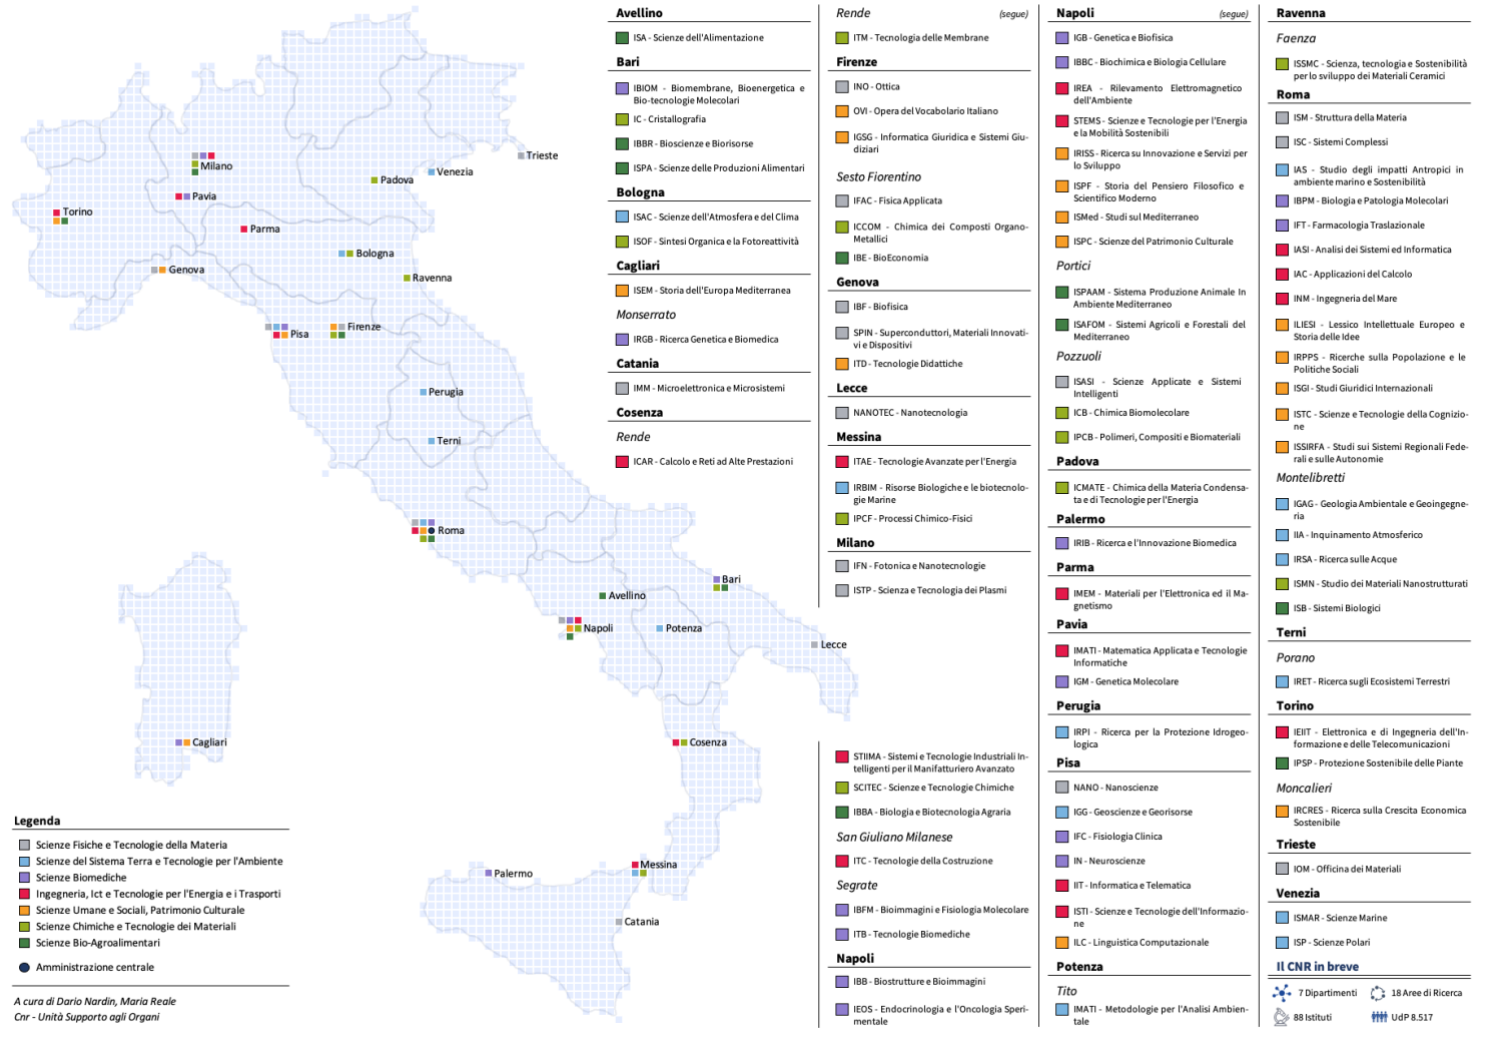 Trieste
Milano
Venezia
Padova
Pavia
Torino
Parma
Bologna
Genova
Ravenna
Pisa
Firenze
Perugia
Terni
Roma
Bari
Avellino
Napoli
Potenza
Lecce
Cagliari
Cosenza
Messina
Palermo
Catania
Legenda
Scienze Fisiche e Tecnologie della Materia
Scienze del Sistema Terra e Tecnologie per l'Ambiente
Scienze Biomediche
Ingegneria, Ict e Tecnologie per l'Energia e i Trasporti
Scienze Umane e Sociali, Patrimonio Culturale
Scienze Chimiche e Tecnologie dei Materiali
Scienze Bio-Agroalimentari
Amministrazione centrale
A cura di Dario Nardin, Maria Reale
Cnr - Unità Supporto agli Organi
Avellino
ISA - Scienze dell'Alimentazione
Bari
IBIOM - Biomembrane, Bioenergetica e
Bio-tecnologie Molecolari
IC - Cristallografia
IBBR - Bioscienze e Biorisorse
ISPA - Scienze delle Produzioni Alimentari
Bologna
ISAC - Scienze dell'Atmosfera e del Clima
ISOF - Sintesi Organica e la Fotoreattività
Cagliari
ISEM - Storia dell'Europa Mediterranea
Monserrato
IRGB - Ricerca Genetica e Biomedica
Catania
IMM - Microelettronica e Microsistemi
Cosenza
Rende
ICAR - Calcolo e Reti ad Alte Prestazioni
Rende (segue)
ITM - Tecnologia delle Membrane
Firenze
INO - Ottica
OVI - Opera del Vocabolario Italiano
IGSG - Informatica Giuridica e Sistemi Giu-
diziari
Sesto Fiorentino
IFAC - Fisica Applicata
ICCOM - Chimica dei Composti Organo-
Metallici
IBE - BioEconomia
Genova
IBF - Biofisica
SPIN - Superconduttori, Materiali Innovati-
vi e Dispositivi
ITD - Tecnologie Didattiche
Lecce
NANOTEC - Nanotecnologia
Messina
ITAE - Tecnologie Avanzate per l'Energia
IRBIM - Risorse Biologiche e le biotecnolo-
gie Marine
IPCF - Processi Chimico-Fisici
Milano
IFN - Fotonica e Nanotecnologie
ISTP - Scienza e Tecnologia dei Plasmi
STIIMA - Sistemi e Tecnologie Industriali In-
telligenti per il Manifatturiero Avanzato
SCITEC - Scienze e Tecnologie Chimiche
IBBA - Biologia e Biotecnologia Agraria
San Giuliano Milanese
ITC - Tecnologie della Costruzione
Segrate
IBFM - Bioimmagini e Fisiologia Molecolare
ITB - Tecnologie Biomediche
Napoli
IBB - Biostrutture e Bioimmagini
IEOS - Endocrinologia e l'Oncologia Speri-
mentale
Napoli (segue)
IGB - Genetica e Biofisica
IBBC - Biochimica e Biologia Cellulare
IREA - Rilevamento Elettromagnetico
dell'Ambiente
STEMS - Scienze e Tecnologie per l'Energia
e la Mobilità Sostenibili
IRISS - Ricerca su Innovazione e Servizi per
lo Sviluppo
ISPF - Storia del Pensiero Filosofico e
Scientifico Moderno
ISMed - Studi sul Mediterraneo
ISPC - Scienze del Patrimonio Culturale
Portici
ISPAAM - Sistema Produzione Animale In
Ambiente Mediterraneo
ISAFOM - Sistemi Agricoli e Forestali del
Mediterraneo
Pozzuoli
ISASI - Scienze Applicate e Sistemi
Intelligenti
ICB - Chimica Biomolecolare
IPCB - Polimeri, Compositi e Biomateriali
Padova
ICMATE - Chimica della Materia Condensa-
ta e di Tecnologie per l'Energia
Palermo
IRIB - Ricerca e l'Innovazione Biomedica
Parma
IMEM - Materiali per l'Elettronica ed il Ma-
gnetismo
Pavia
IMATI - Matematica Applicata e Tecnologie
Informatiche
IGM - Genetica Molecolare
Perugia
IRPI - Ricerca per la Protezione Idrogeo-
logica
Pisa
NANO - Nanoscienze
IGG - Geoscienze e Georisorse
IFC - Fisiologia Clinica
IN - Neuroscienze
IIT - Informatica e Telematica
ISTI - Scienze e Tecnologie dell'Informazio-
ne
ILC - Linguistica Computazionale
Potenza
Tito
IMATI - Metodologie per l'Analisi Ambien-
tale
Ravenna
Faenza
ISSMC - Scienza, tecnologia e Sostenibilità
per lo sviluppo dei Materiali Ceramici
Roma
ISM - Struttura della Materia
ISC - Sistemi Complessi
IAS - Studio degli impatti Antropici in
ambiente marino e Sostenibilità
IBPM - Biologia e Patologia Molecolari
IFT - Farmacologia Traslazionale
IASI - Analisi dei Sistemi ed Informatica
IAC - Applicazioni del Calcolo
INM - Ingegneria del Mare
ILIESI - Lessico Intellettuale Europeo e
Storia delle Idee
IRPPS - Ricerche sulla Popolazione e le
Politiche Sociali
ISGI - Studi Giuridici Internazionali
ISTC - Scienze e Tecnologie della Cognizio-
ne
ISSIRFA - Studi sui Sistemi Regionali Fede-
rali e sulle Autonomie
Montelibretti
IGAG - Geologia Ambientale e Geoingegne-
ria
IIA - Inquinamento Atmosferico
IRSA - Ricerca sulle Acque
ISMN - Studio dei Materiali Nanostrutturati
ISB - Sistemi Biologici
Terni
Porano
IRET - Ricerca sugli Ecosistemi Terrestri
Torino
IEIIT - Elettronica e di Ingegneria dell'In-
formazione e delle Telecomunicazioni
IPSP - Protezione Sostenibile delle Piante
Moncalieri
IRCRES - Ricerca sulla Crescita Economica
Sostenibile
Trieste
IOM - Officina dei Materiali
Venezia
ISMAR - Scienze Marine
ISP - Scienze Polari
Il CNR in breve
7 Dipartimenti
18 Aree di Ricerca
88 Istituti
UdP 8.517